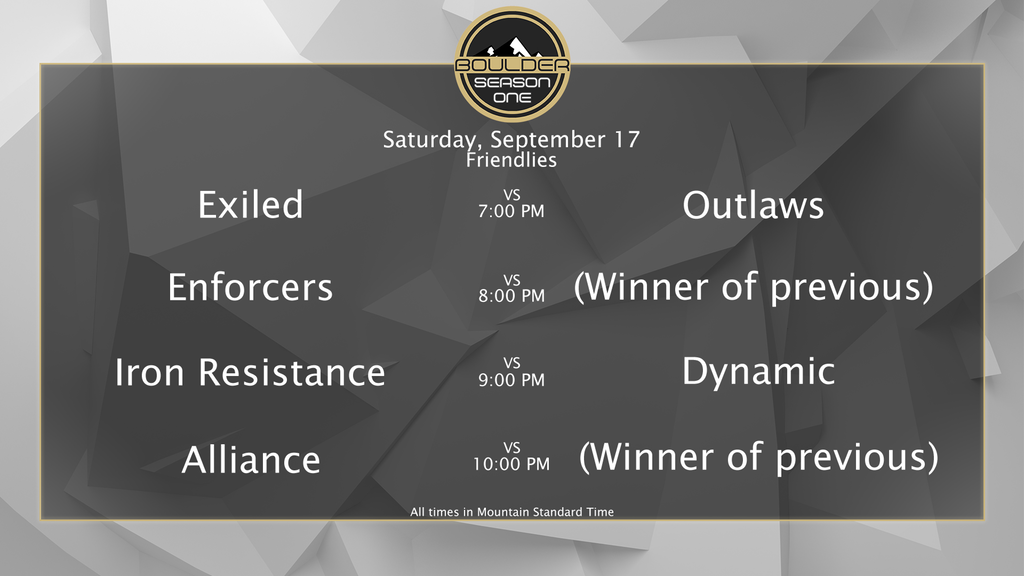 BOULDER
SEASON
ONE
Saturday, September 17
Friendlies
Exiled VS 7:00 PM Outlaws
Enforcers VS 8:00 PM (Winner of previous)
Iron Resistance VS 9:00 PM Dynamic
Alliance VS 10:00 PM (Winner of previous)
All times in Mountain Standard Time